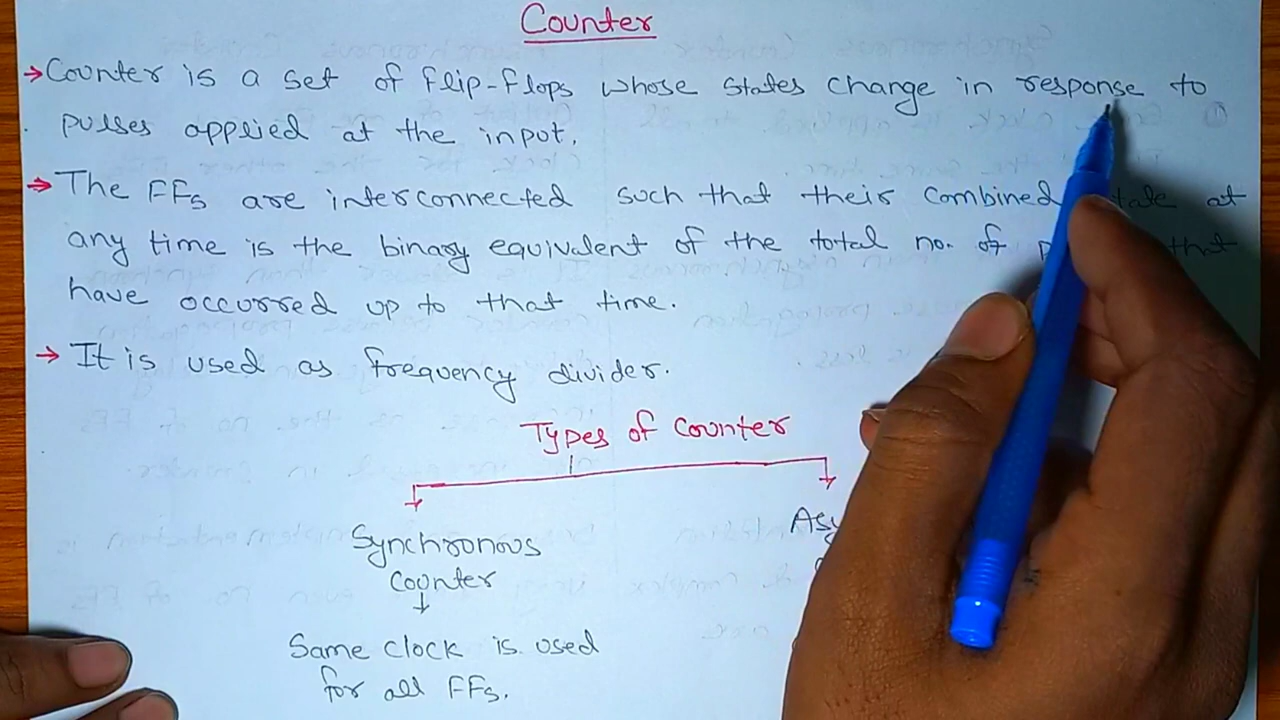 Counter
→ Counter is a set of flip-flops whose states change in response to
pulses applied at the input.
→ The FFs are interconnected such that their combined at
any time is the binary equivalent of the total no. of that
have occurred up to that time.
→ It is used as frequency divider.
Types of counter
Synchronous
counter
Same clock is used
for all FFs.